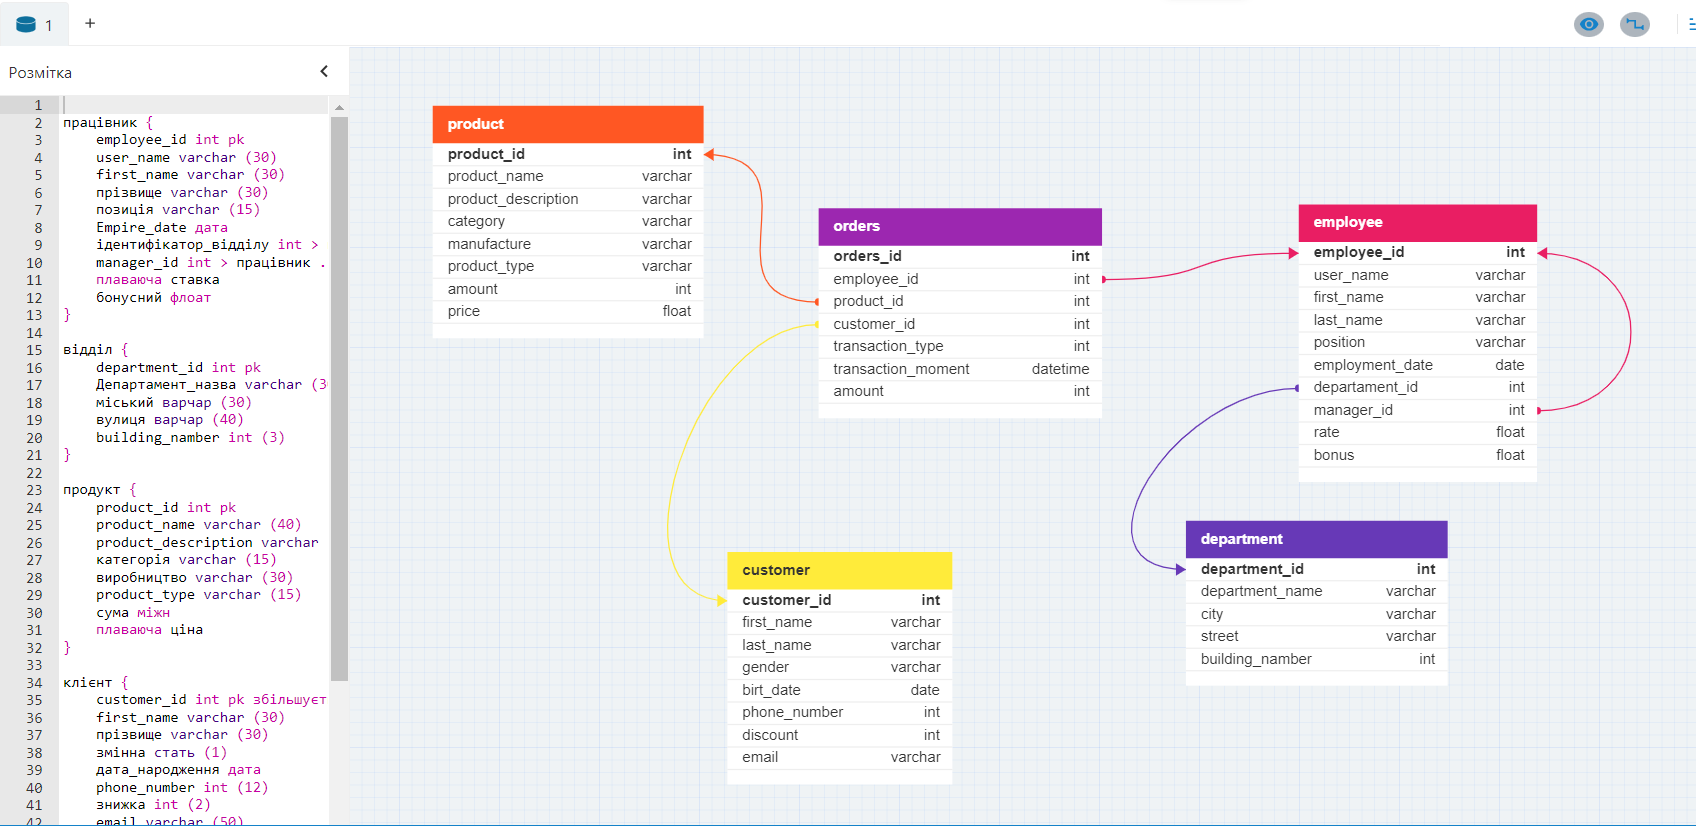 1
+
Розмітка
1
2 працівник {
3 employee_id int pk
4 user_name varchar (30)
5 first_name varchar (30)
6 прізвище varchar (30)
7 позиція varchar (15)
8 Empire_date дата
9 ідентифікатор_відділу int >
10 manager_id int > працівник .
11 плаваюча ставка
12 бонусний флоат
13 }
14
15 відділ {
16 department_id int pk
17 Департамент_назва varchar (3
18 міський варчар (30)
19 вулиця варчар (40)
20 building_namber int (3)
21 }
22
23 продукт {
24 product_id int pk
25 product_name varchar (40)
26 product_description varchar
27 категорія varchar (15)
28 виробництво varchar (30)
29 product_type varchar (15)
30 сума міжн
31 плаваюча ціна
32 }
33
34 клієнт {
35 customer_id int pk збільшуєт
36 first_name varchar (30)
37 прізвище varchar (30)
38 змінна стать (1)
39 дата_народження дата
40 phone_number int (12)
41 знижка int (2)
42 email varchar (50)
product
product_id int
product_name varchar
product_description varchar
category varchar
manufacture varchar
product_type varchar
amount int
price float
orders
orders_id int
employee_id int
product_id int
customer_id int
transaction_type int
transaction_moment datetime
amount int
employee
employee_id int
user_name varchar
first_name varchar
last_name varchar
position varchar
employment_date date
departament_id int
manager_id int
rate float
bonus float
customer
customer_id int
first_name varchar
last_name varchar
gender varchar
birt_date date
phone_number int
discount int
email varchar
department
department_id int
department_name varchar
city varchar
street varchar
building_namber int